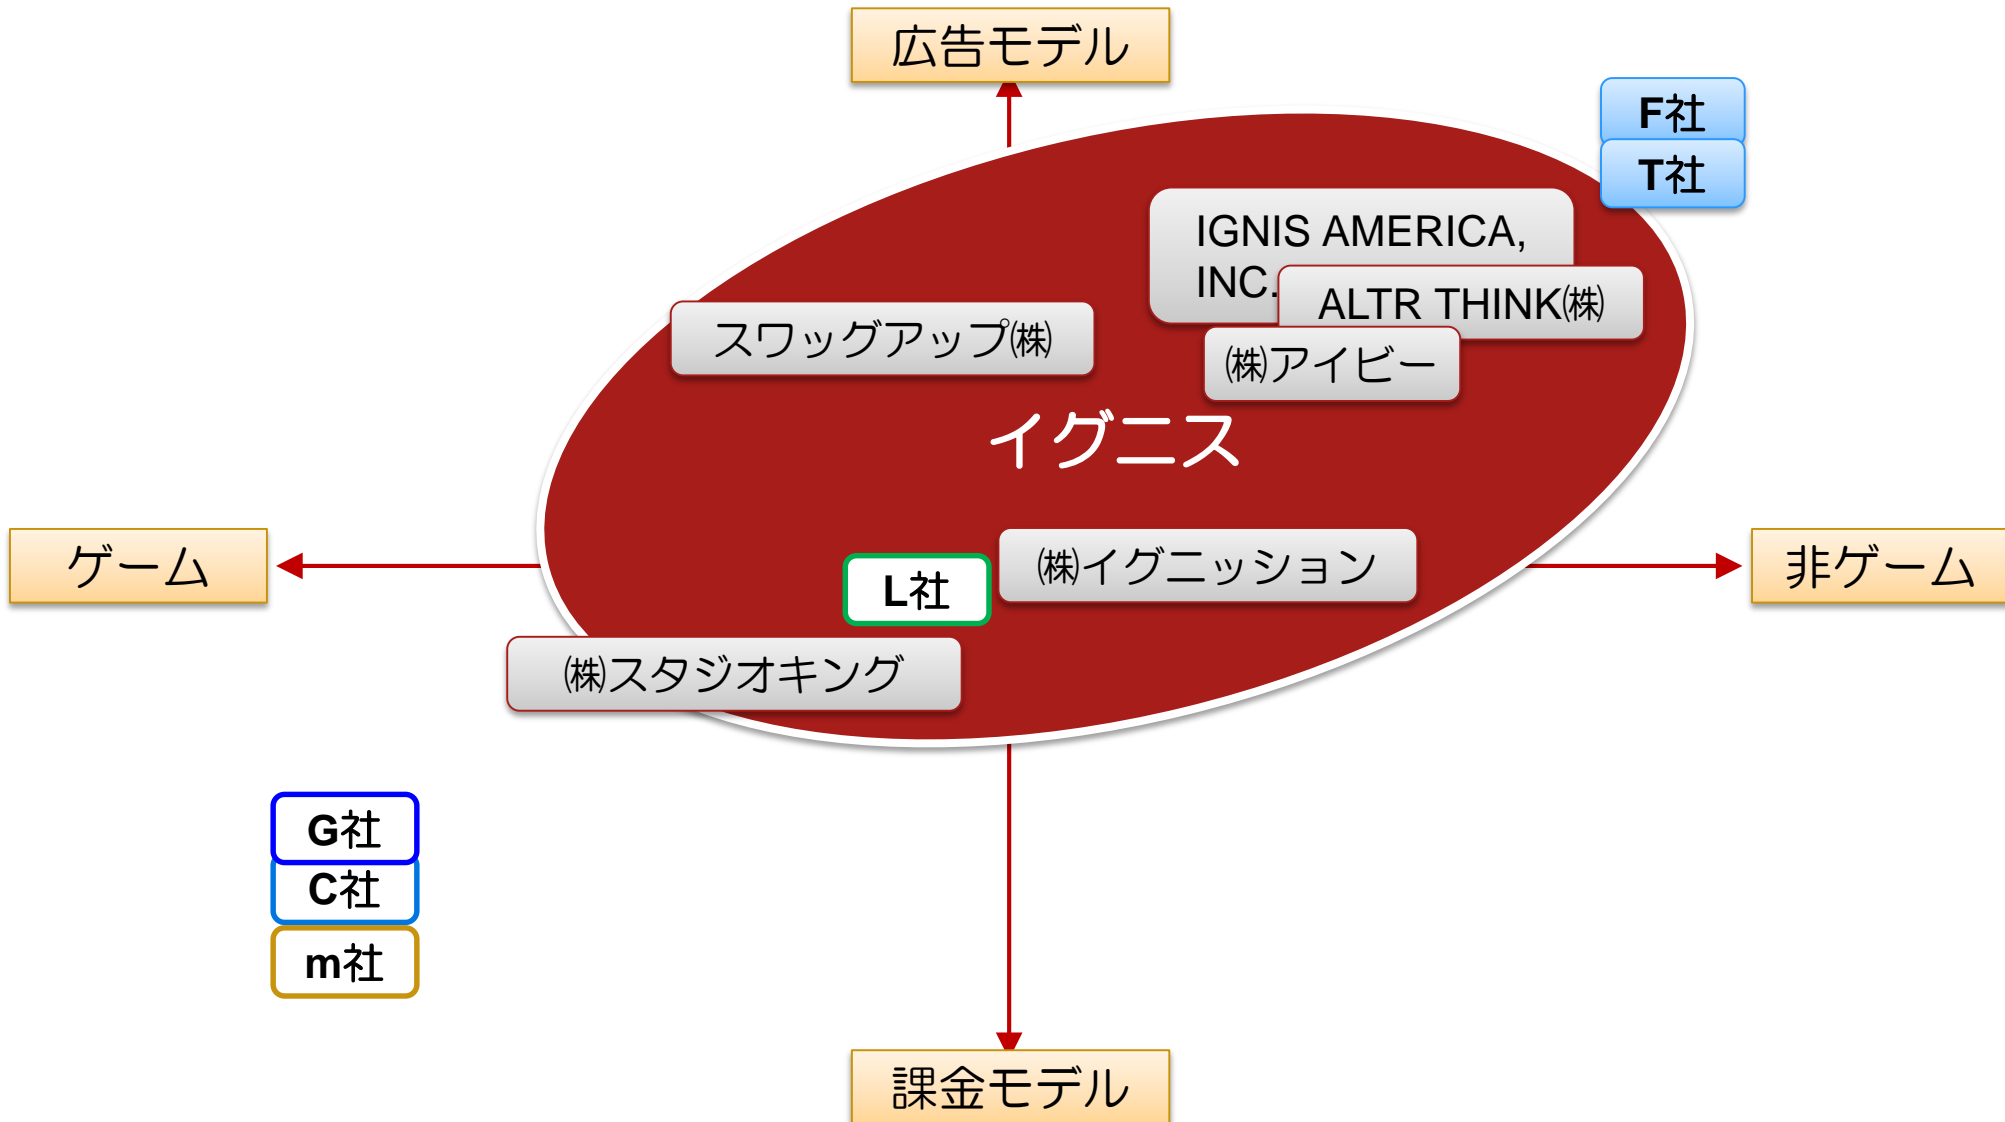 広告モデル
F社
T社
IGNIS AMERICA,
INC.
ALTR THINK㈱
スワッグアップ㈱
㈱アイビー
イグニス
ゲーム
非ゲーム
㈱イグニッション
L社
㈱スタジオキング
G社
C社
m社
課金モデル